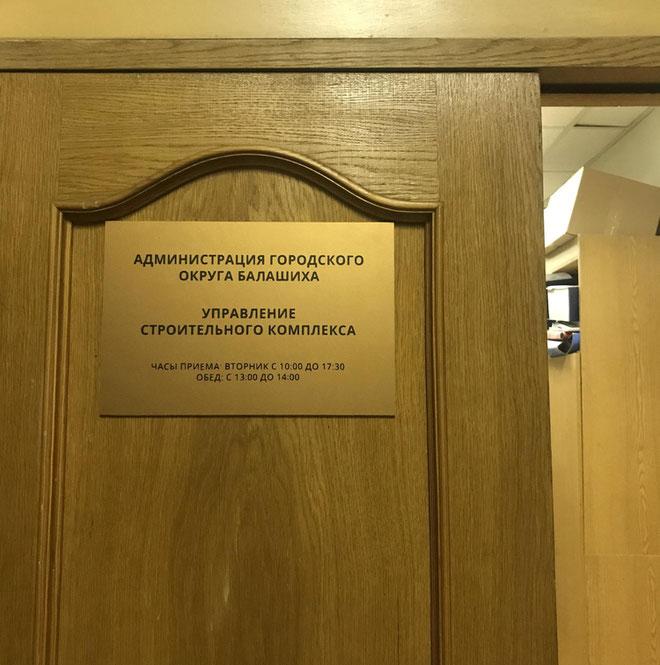 АДМИНИСТРАЦИЯ ГОРОДСКОГО
ОКРУГА БАЛАШИХА
УПРАВЛЕНИЕ
СТРОИТЕЛЬНОГО КОМПЛЕКСА
ЧАСЫ ПРИЕМА: ВТОРНИК С 10:00 ДО 17:30
ОБЕД: С 13:00 ДО 14:00